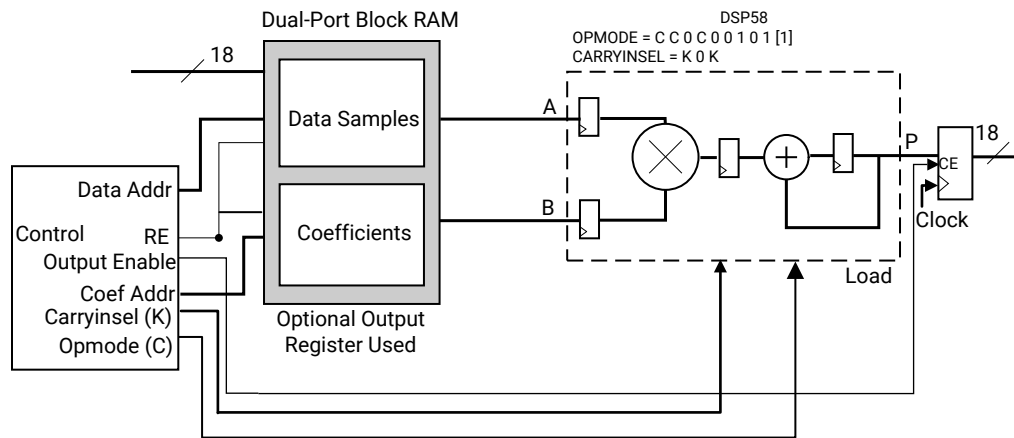 Dual-Port Block RAM
DSP58
OPMODE = C C 0 C 0 0 1 0 1 [1]
CARRYINSEL = K 0 K
18
Data Samples
A
P
18
CE
Data Addr
B
Coefficients
Clock
Control
RE
Output Enable
Load
Coef Addr
Carryinsel (K)
Opmode (C)
Optional Output
Register Used